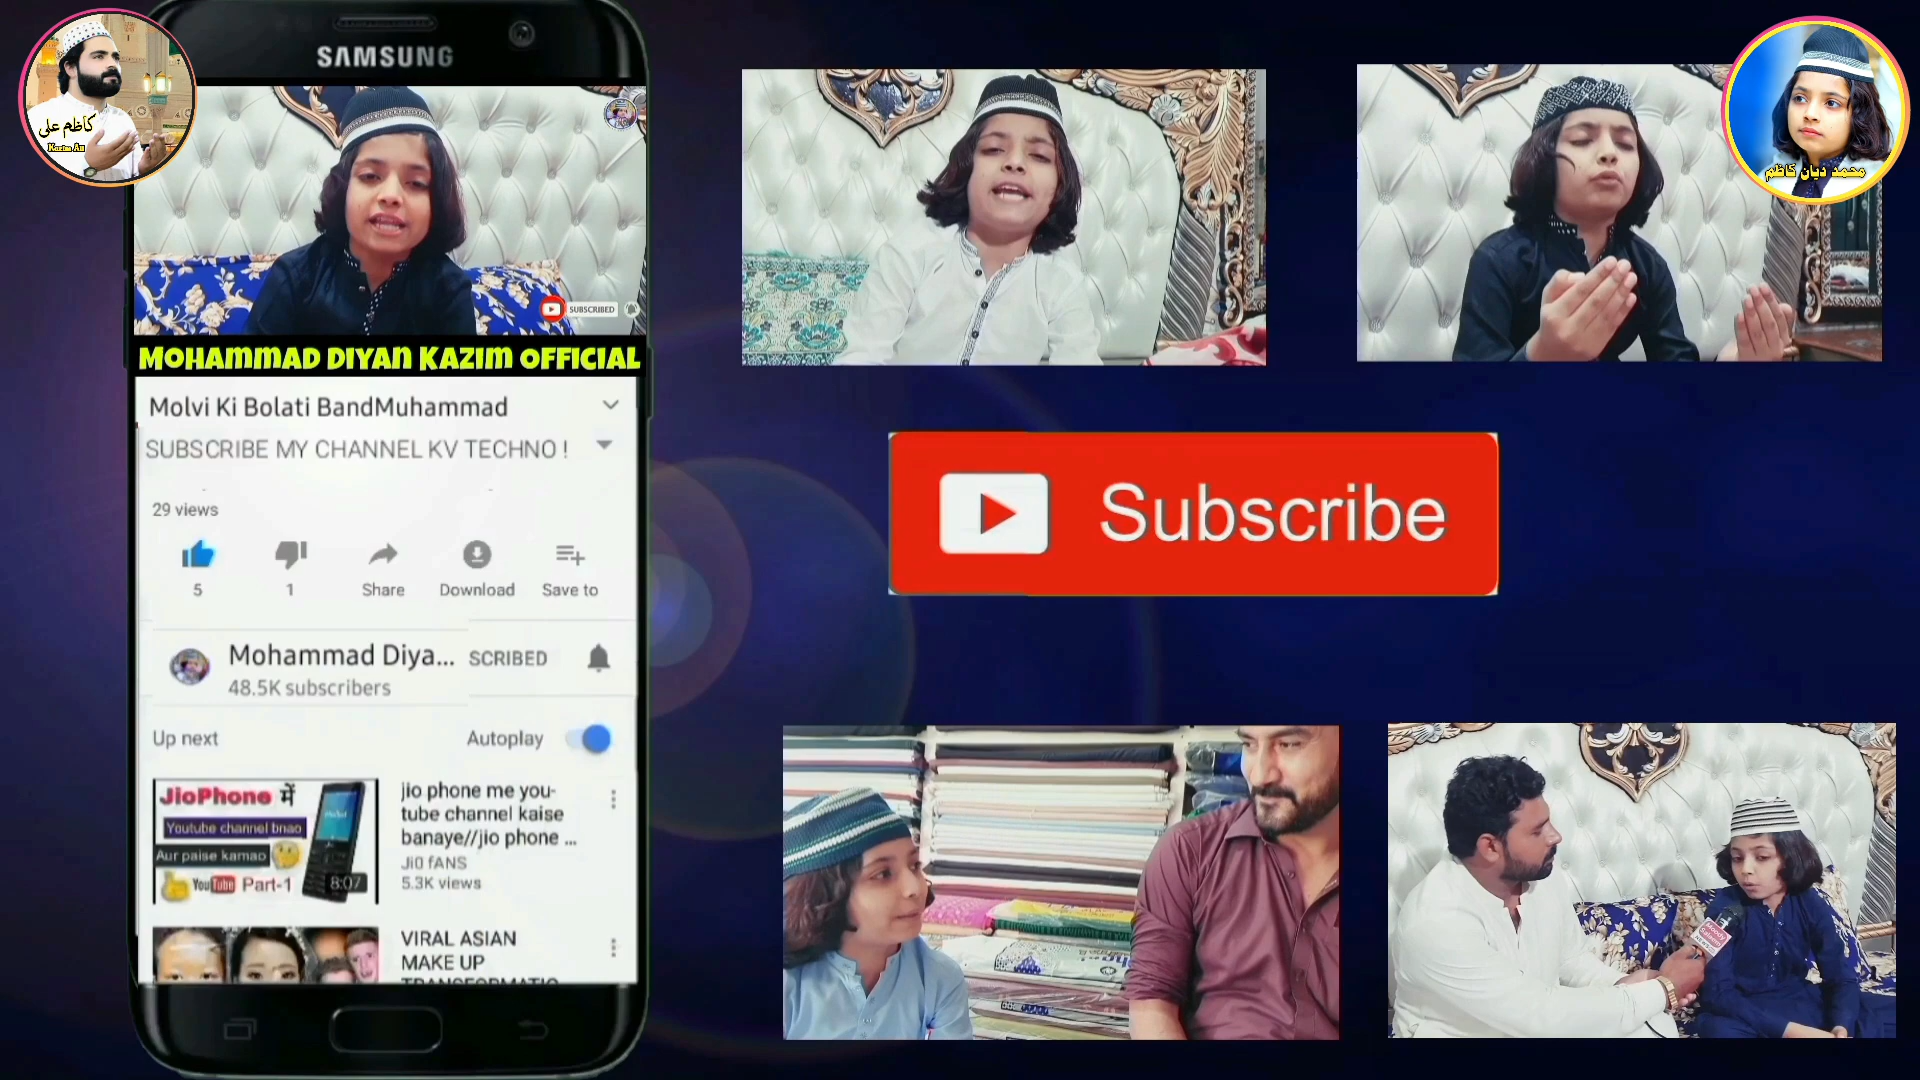 SAMSUNG
کاظم علی
Kazim Ali
محمد دیان کاظم
SUBSCRIBED
MOHAMMAD DIYAN KAZIM OFFICIAL
Molvi Ki Bolati BandMuhammad
SUBSCRIBE MY CHANNEL KV TECHNO !
29 views
5
1
Share
Download
Save to
Mohammad Diya...
SCRIBED
48.5K subscribers
Up next
Autoplay
JioPhone में
Youtube channel bnao
Aur paise kamao
YouTube Part-1
8:07
jio phone me you-
tube channel kaise
banaye//jio phone ...
JiO fANS
5.3K views
VIRAL ASIAN
MAKE UP
TRANSFORMATIO
Subscribe